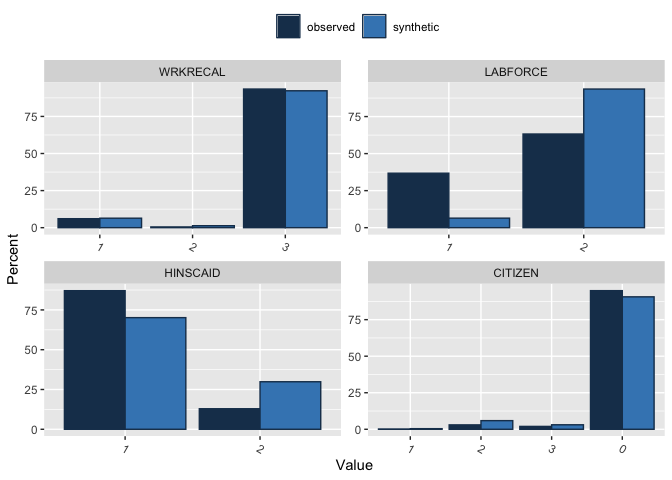 observed synthetic
WRKRECAL LABFORCE
75 75
50 50
25 25
0 0
1 2 3 1 2
Percent
HINSCAID CITIZEN
75 75
50 50
25 25
0 0
1 2 1 2 3 0
Value